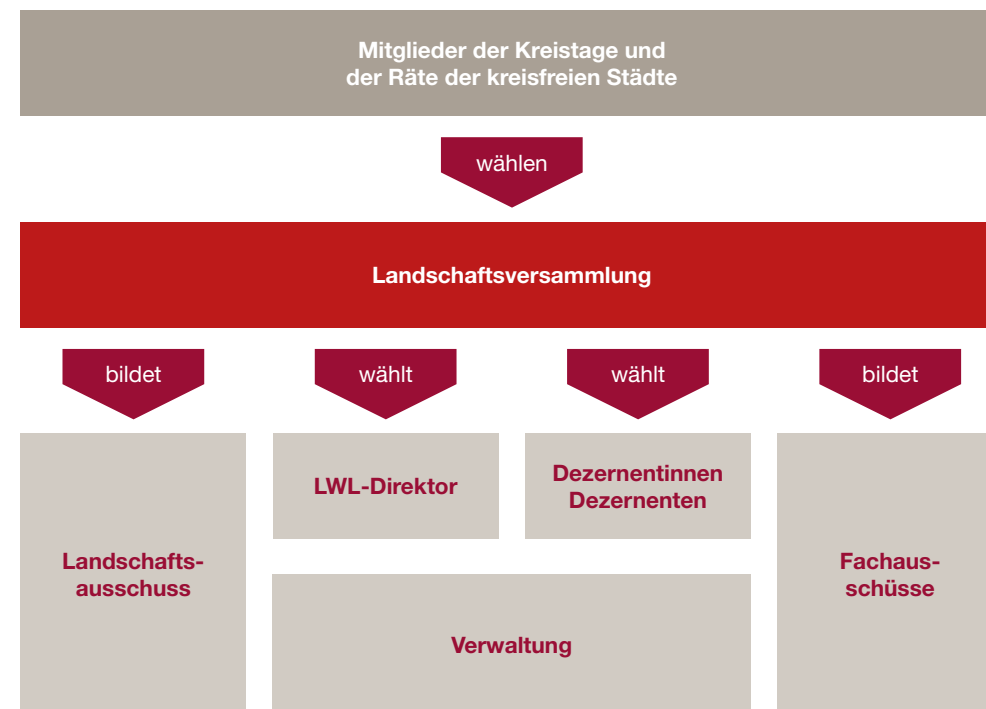 Mitglieder der Kreistage und
der Räte der kreisfreien Städte
wählen
Landschaftsversammlung
bildet
wählt
wählt
bildet
Landschafts-
ausschuss
LWL-Direktor
Dezernentinnen
Dezernenten
Fachaus-
schüsse
Verwaltung